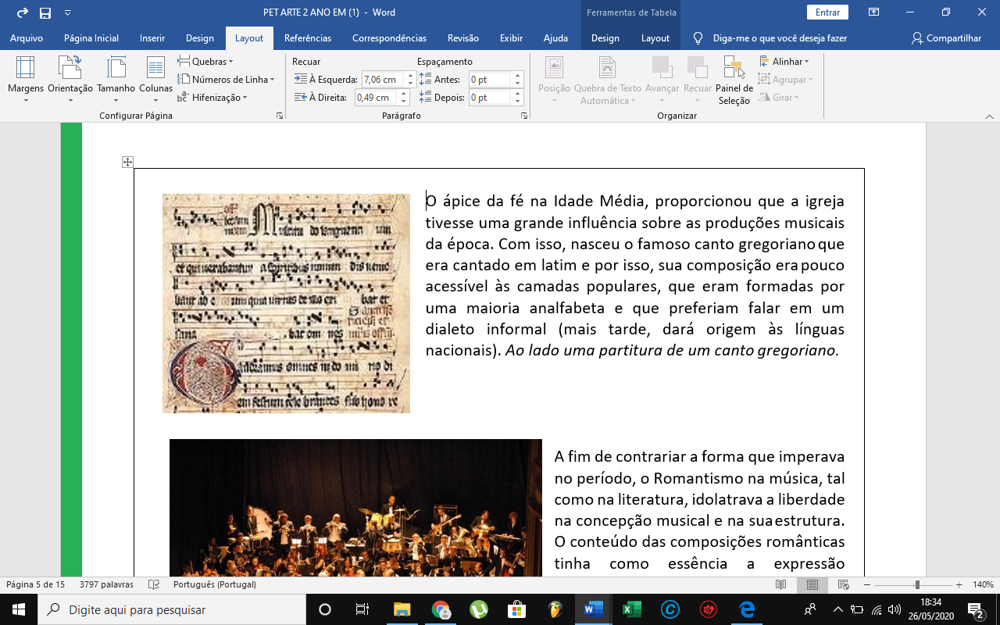 PET ARTE 2 ANO EM (1) - Word
Ferramentas de Tabela
Entrar
Arquivo Página Inicial Inserir Design Layout Referências Correspondências Revisão Exibir Ajuda Design Layout Diga-me o que você deseja fazer Compartilhar
Margens
Orientação
Tamanho
Colunas
Quebras
Números de Linha
Hifenização
Configurar Página
Recuar
À Esquerda: 7,06 cm
À Direita: 0,49 cm
Espaçamento
Antes: 0 pt
Depois: 0 pt
Parágrafo
Posição
Quebra de Texto
Automática
Avançar
Recuar
Painel de
Seleção
Alinhar
Agrupar
Girar
Organizar
O ápice da fé na Idade Média, proporcionou que a igreja
tivesse uma grande influência sobre as produções musicais
da época. Com isso, nasceu o famoso canto gregoriano que
era cantado em latim e por isso, sua composição era pouco
acessível às camadas populares, que eram formadas por
uma maioria analfabeta e que preferiam falar em um
dialeto informal (mais tarde, dará origem às línguas
nacionais). Ao lado uma partitura de um canto gregoriano.
A fim de contrariar a forma que imperava
no período, o Romantismo na música, tal
como na literatura, idolatrava a liberdade
na concepção musical e na sua estrutura.
O conteúdo das composições românticas
tinha como essência a expressão
Página 5 de 15 3797 palavras Português (Portugal) 140%
Digite aqui para pesquisar
18:34
26/05/2020
2